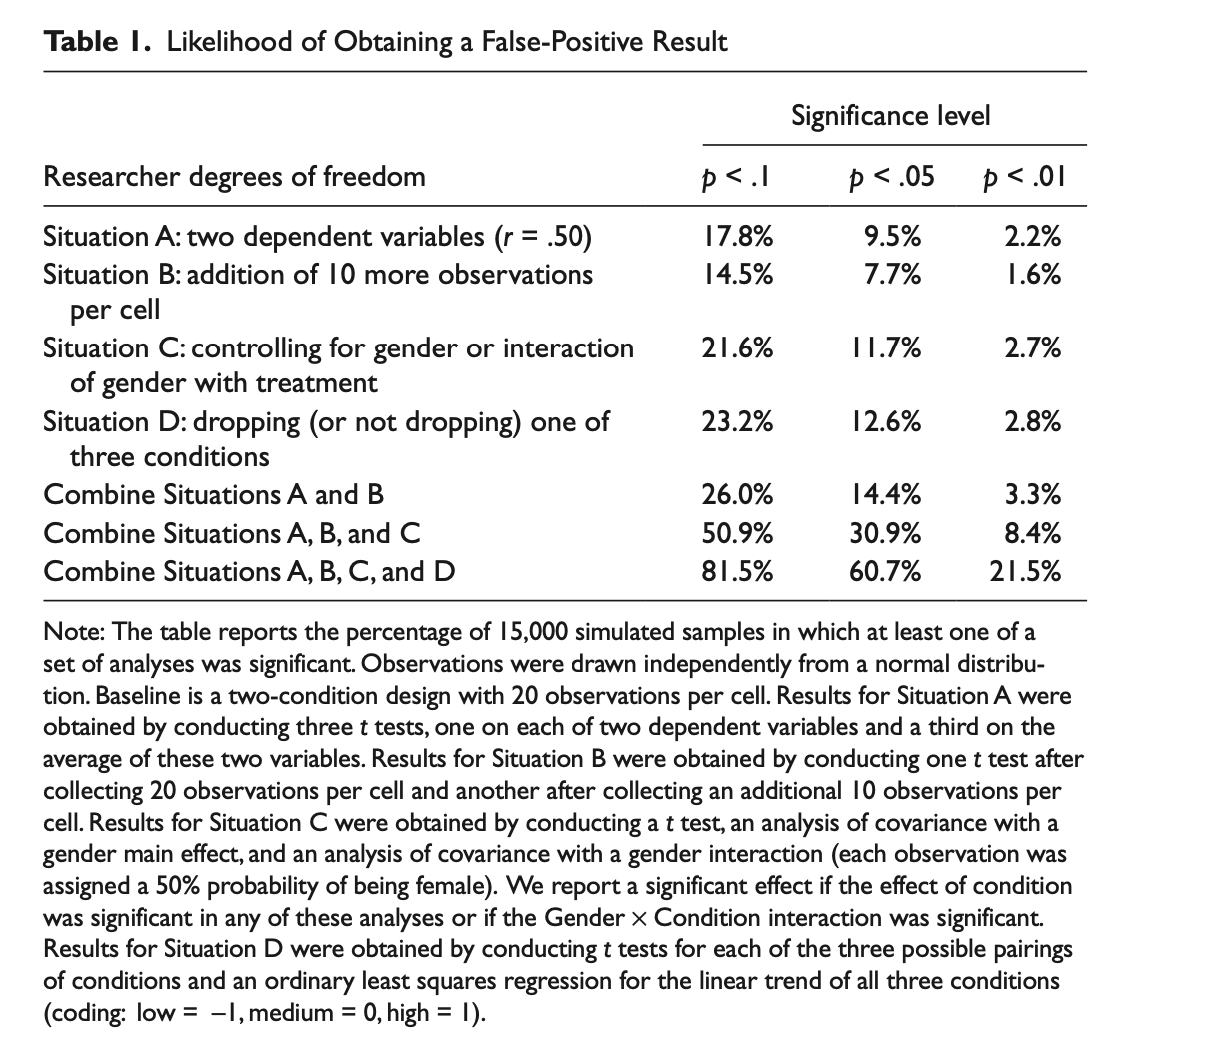 Table 1. Likelihood of Obtaining a False-Positive Result
Significance level
Researcher degrees of freedom p < .1 p < .05 p < .01
Situation A: two dependent variables (r = .50) 17.8% 9.5% 2.2%
Situation B: addition of 10 more observations 14.5% 7.7% 1.6%
per cell
Situation C: controlling for gender or interaction 21.6% 11.7% 2.7%
of gender with treatment
Situation D: dropping (or not dropping) one of 23.2% 12.6% 2.8%
three conditions
Combine Situations A and B 26.0% 14.4% 3.3%
Combine Situations A, B, and C 50.9% 30.9% 8.4%
Combine Situations A, B, C, and D 81.5% 60.7% 21.5%
Note: The table reports the percentage of 15,000 simulated samples in which at least one of a
set of analyses was significant. Observations were drawn independently from a normal distribu-
tion. Baseline is a two-condition design with 20 observations per cell. Results for Situation A were
obtained by conducting three t tests, one on each of two dependent variables and a third on the
average of these two variables. Results for Situation B were obtained by conducting one t test after
collecting 20 observations per cell and another after collecting an additional 10 observations per
cell. Results for Situation C were obtained by conducting a t test, an analysis of covariance with a
gender main effect, and an analysis of covariance with a gender interaction (each observation was
assigned a 50% probability of being female). We report a significant effect if the effect of condition
was significant in any of these analyses or if the Gender × Condition interaction was significant.
Results for Situation D were obtained by conducting t tests for each of the three possible pairings
of conditions and an ordinary least squares regression for the linear trend of all three conditions
(coding: low = –1, medium = 0, high = 1).